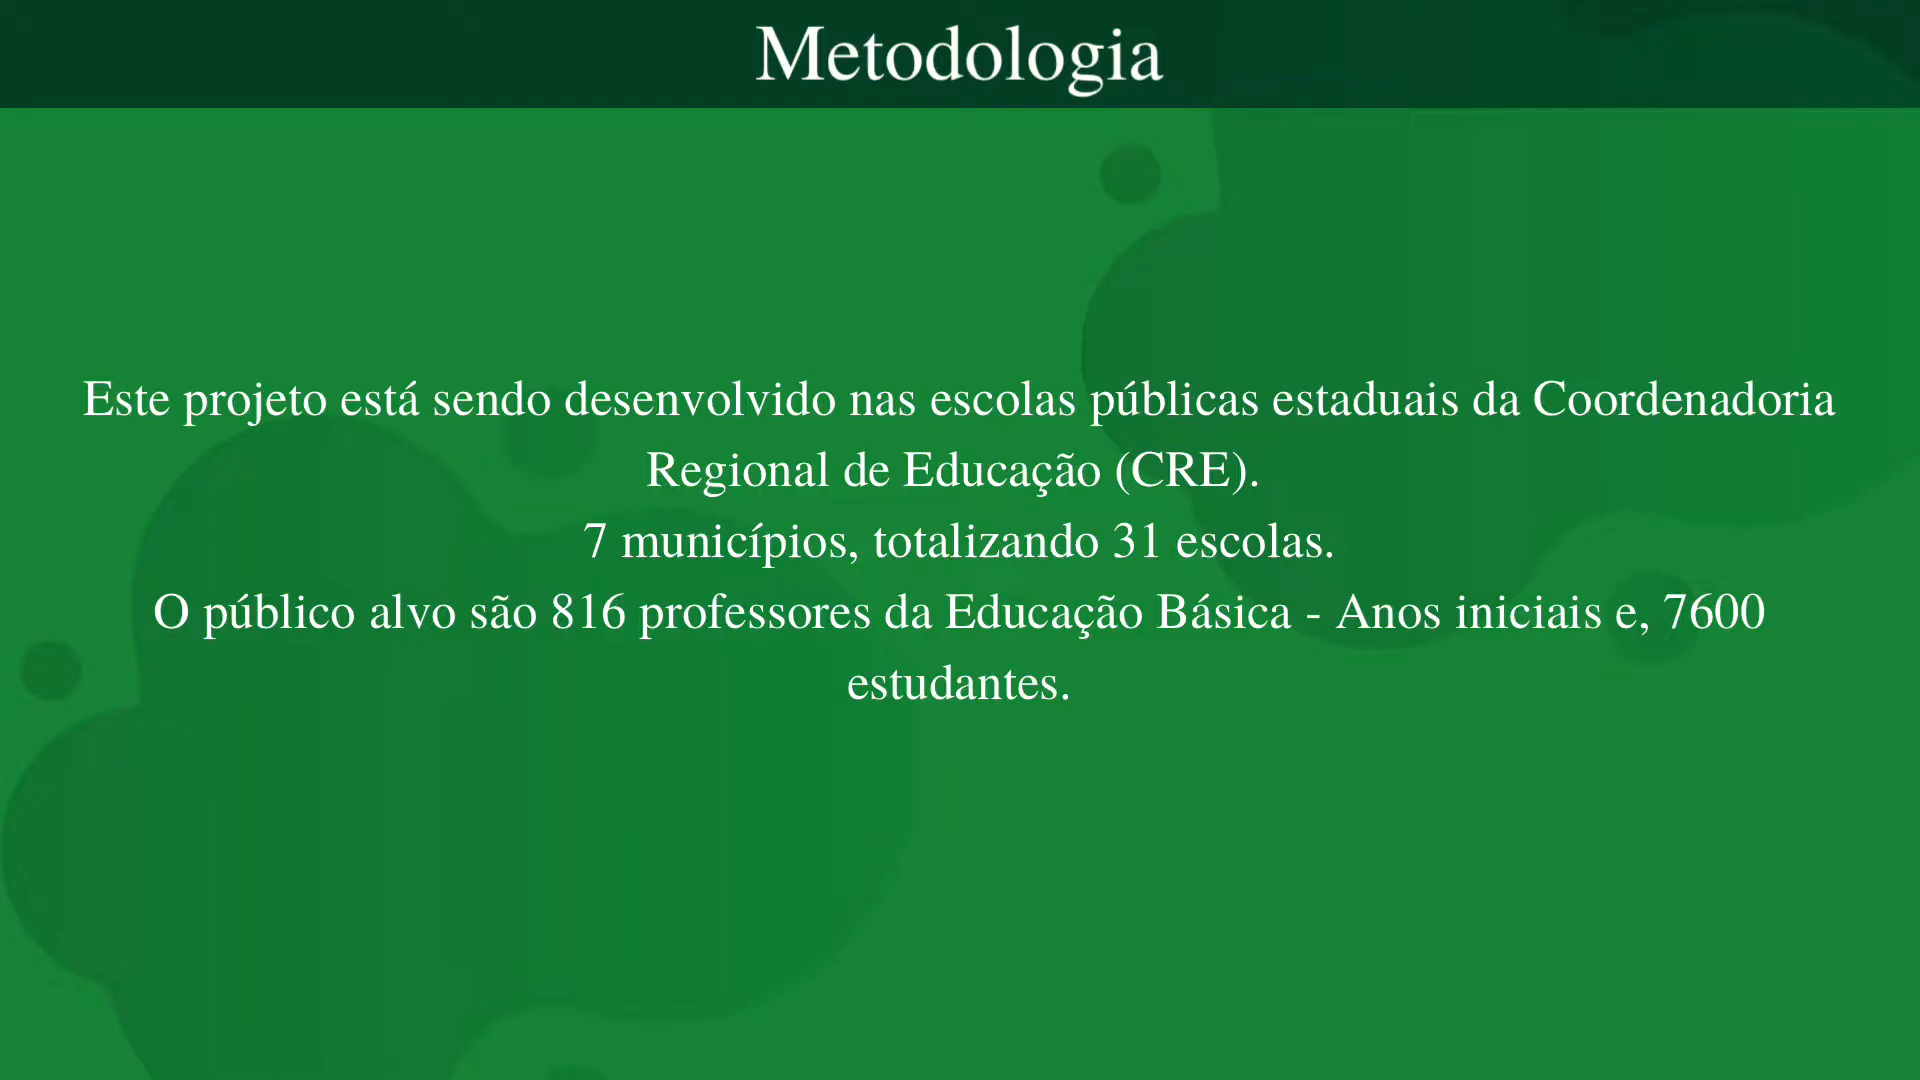 Metodologia
Este projeto está sendo desenvolvido nas escolas públicas estaduais da Coordenadoria
Regional de Educação (CRE).
7 municípios, totalizando 31 escolas.
O público alvo são 816 professores da Educação Básica - Anos iniciais e, 7600
estudantes.